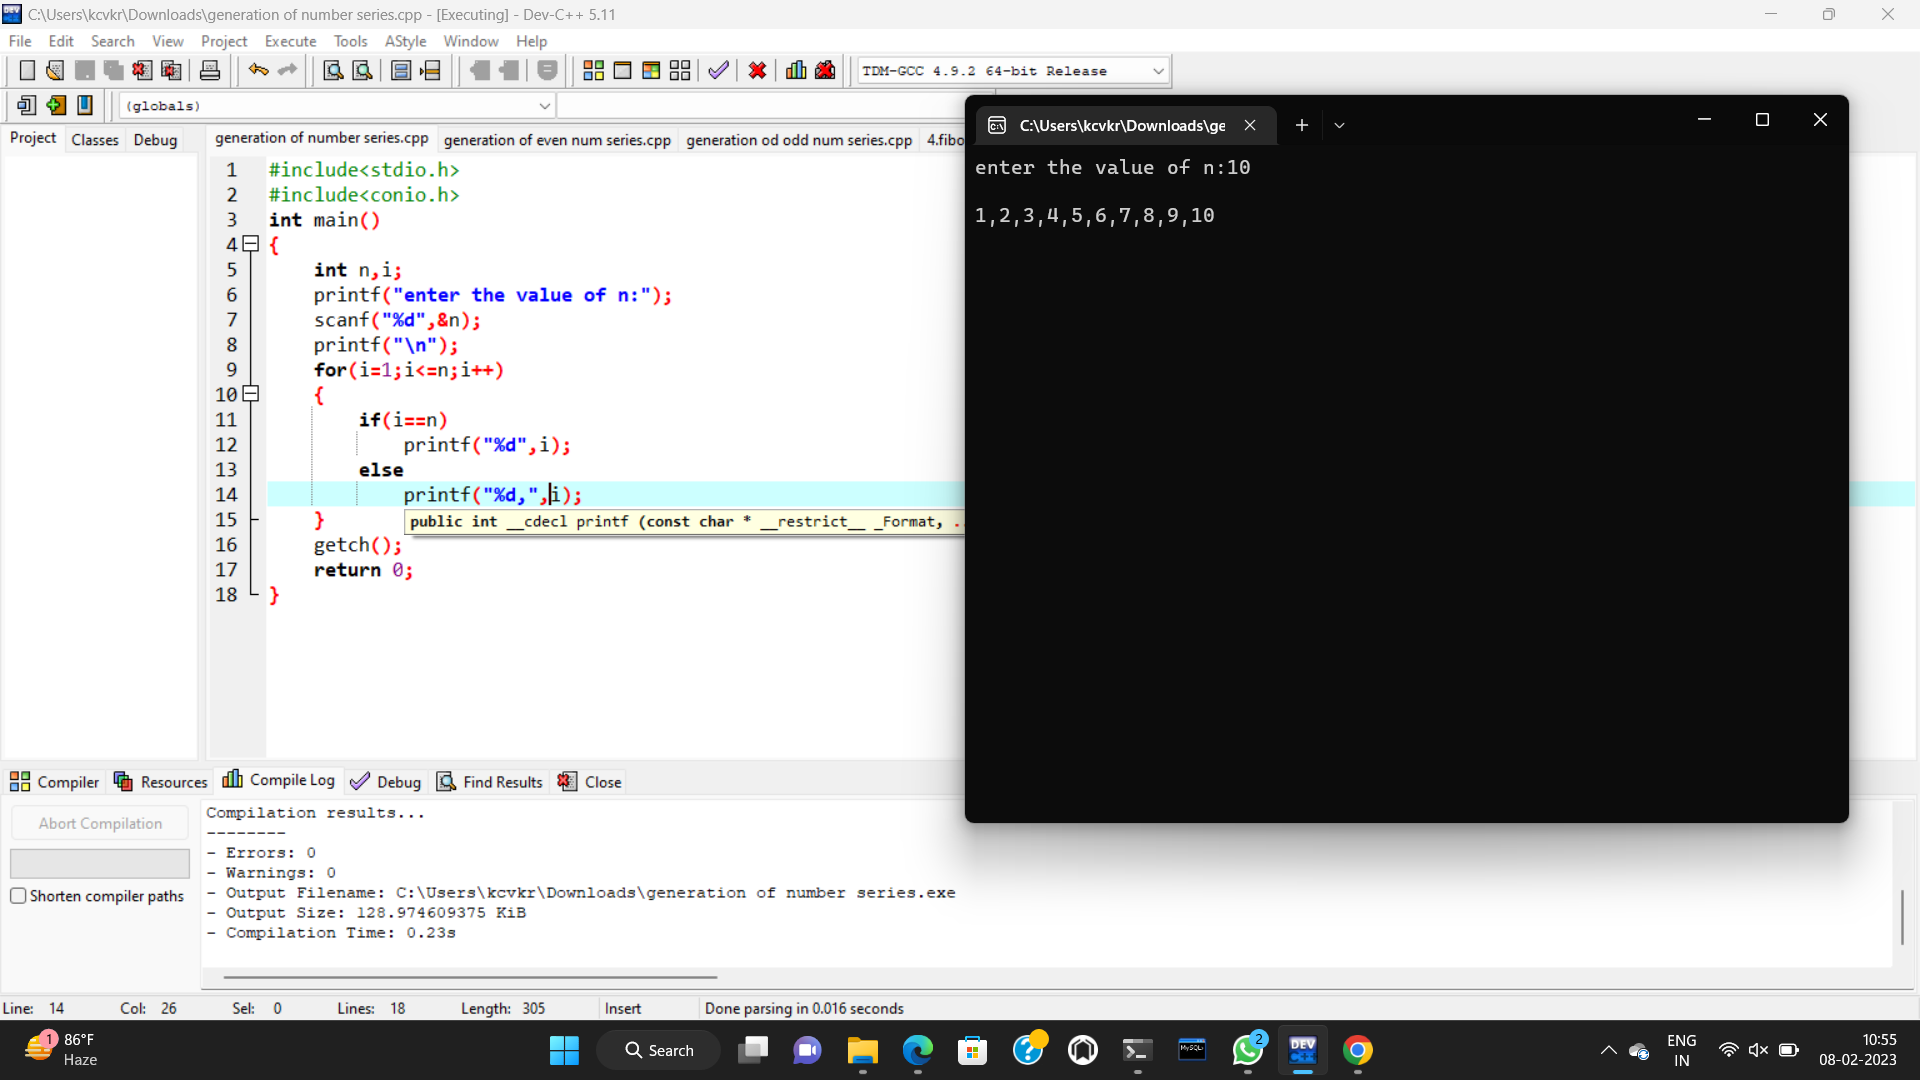 C:\Users\kcvkr\Downloads\generation of number series.cpp - [Executing] - Dev-C++ 5.11
File Edit Search View Project Execute Tools AStyle Window Help
TDM-GCC 4.9.2 64-bit Release
(globals)
Project Classes Debug
generation of number series.cpp generation of even num series.cpp generation od odd num series.cpp 4.fibo
1 #include<stdio.h>
2 #include<conio.h>
3 int main()
4 {
5 int n,i;
6 printf("enter the value of n:");
7 scanf("%d",&n);
8 printf("\n");
9 for(i=1;i<=n;i++)
10 {
11 if(i==n)
12 printf("%d",i);
13 else
14 printf("%d,",i);
15 }
public int __cdecl printf (const char * __restrict__ _Format, ..
16 getch();
17 return 0;
18 }
C:\Users\kcvkr\Downloads\ge
enter the value of n:10
1,2,3,4,5,6,7,8,9,10
Compiler Resources Compile Log Debug Find Results Close
Abort Compilation
Shorten compiler paths
Compilation results...
--------
- Errors: 0
- Warnings: 0
- Output Filename: C:\Users\kcvkr\Downloads\generation of number series.exe
- Output Size: 128.974609375 KiB
- Compilation Time: 0.23s
Line: 14 Col: 26 Sel: 0 Lines: 18 Length: 305 Insert Done parsing in 0.016 seconds
1
86°F
Haze
Search
MySQL
2
DEV
C++
ENG
IN
10:55
08-02-2023